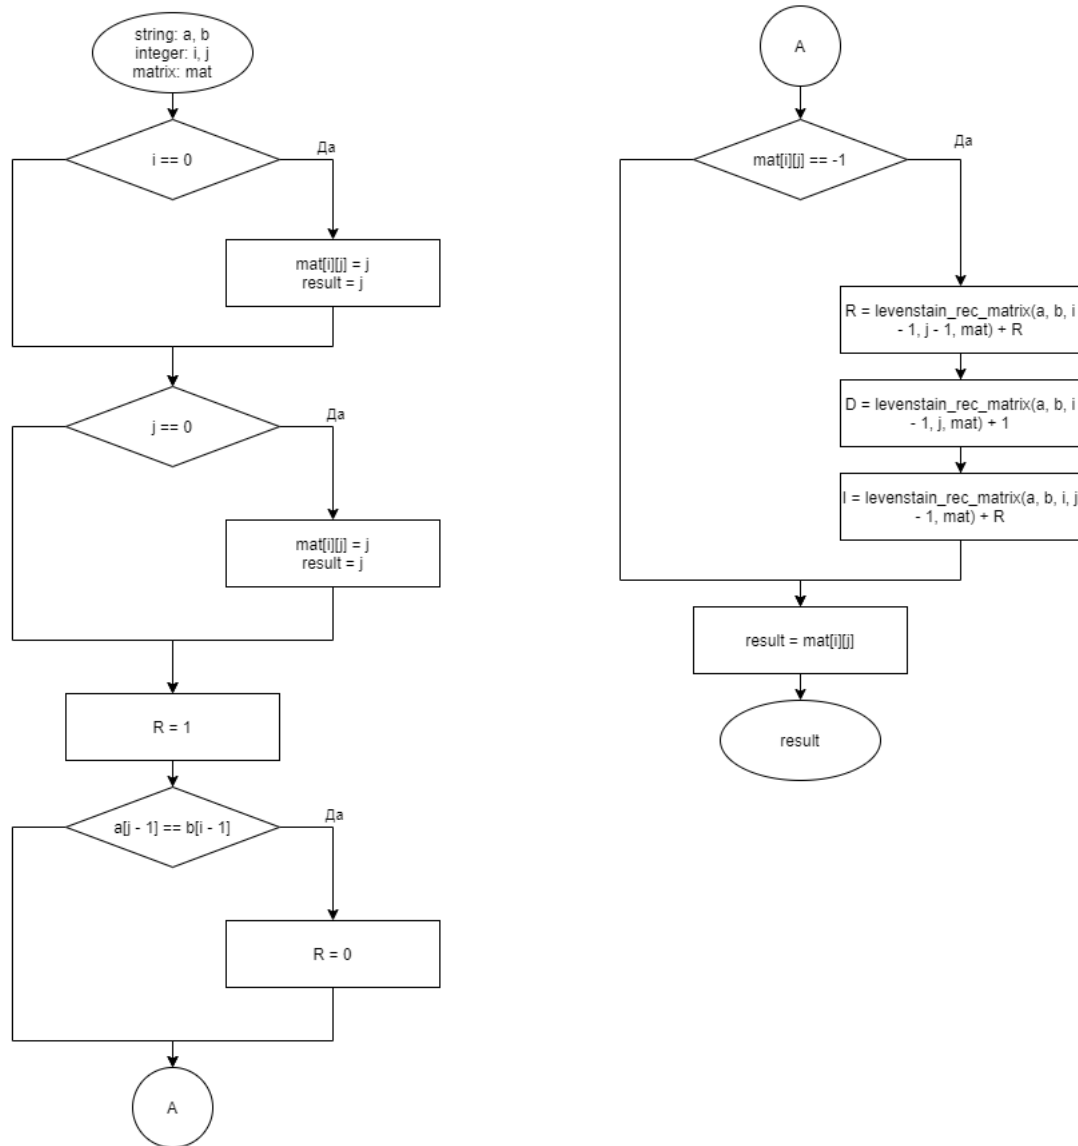 string: a, b
integer: i, j
matrix: mat
i == 0
Да
mat[i][j] = j
result = j
j == 0
Да
mat[i][j] = j
result = j
R = 1
a[j - 1] == b[i - 1]
Да
R = 0
A
A
mat[i][j] == -1
Да
R = levenstain_rec_matrix(a, b, i
- 1, j - 1, mat) + R
D = levenstain_rec_matrix(a, b, i
- 1, j, mat) + 1
I = levenstain_rec_matrix(a, b, i, j
- 1, mat) + R
result = mat[i][j]
result